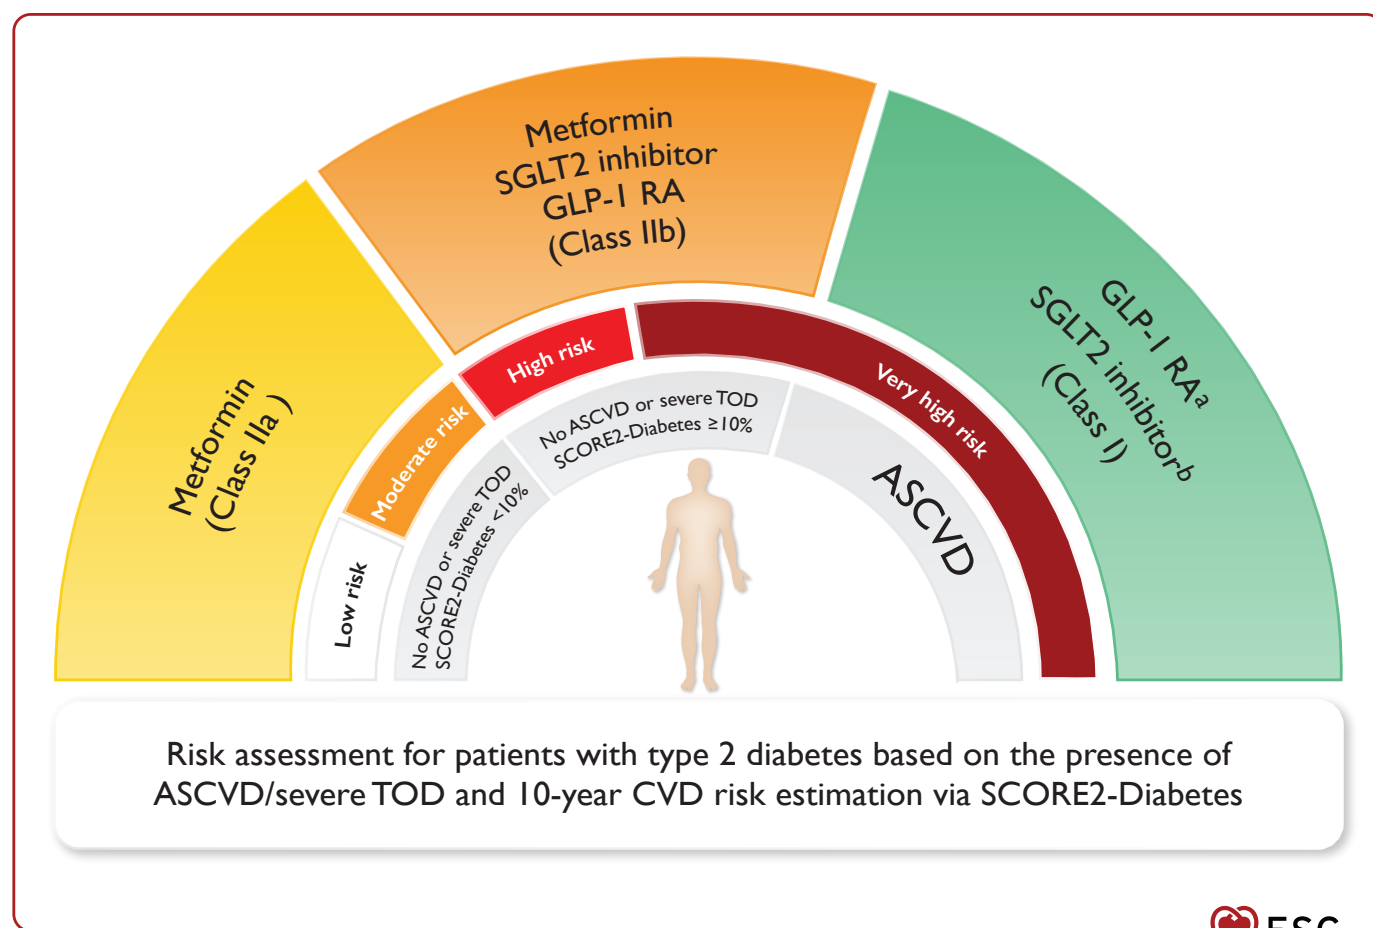 Metformin
SGLT2 inhibitor
GLP-1 RA
(Class IIb)
Metformin
(Class IIa )
GLP-1 RAa
SGLT2 inhibitorb
(Class I)
Low risk
Moderate risk
High risk
Very high risk
No ASCVD or severe TOD
SCORE2-Diabetes <10%
No ASCVD or severe TOD
SCORE2-Diabetes ≥10%
ASCVD
Risk assessment for patients with type 2 diabetes based on the presence of
ASCVD/severe TOD and 10-year CVD risk estimation via SCORE2-Diabetes
ESC